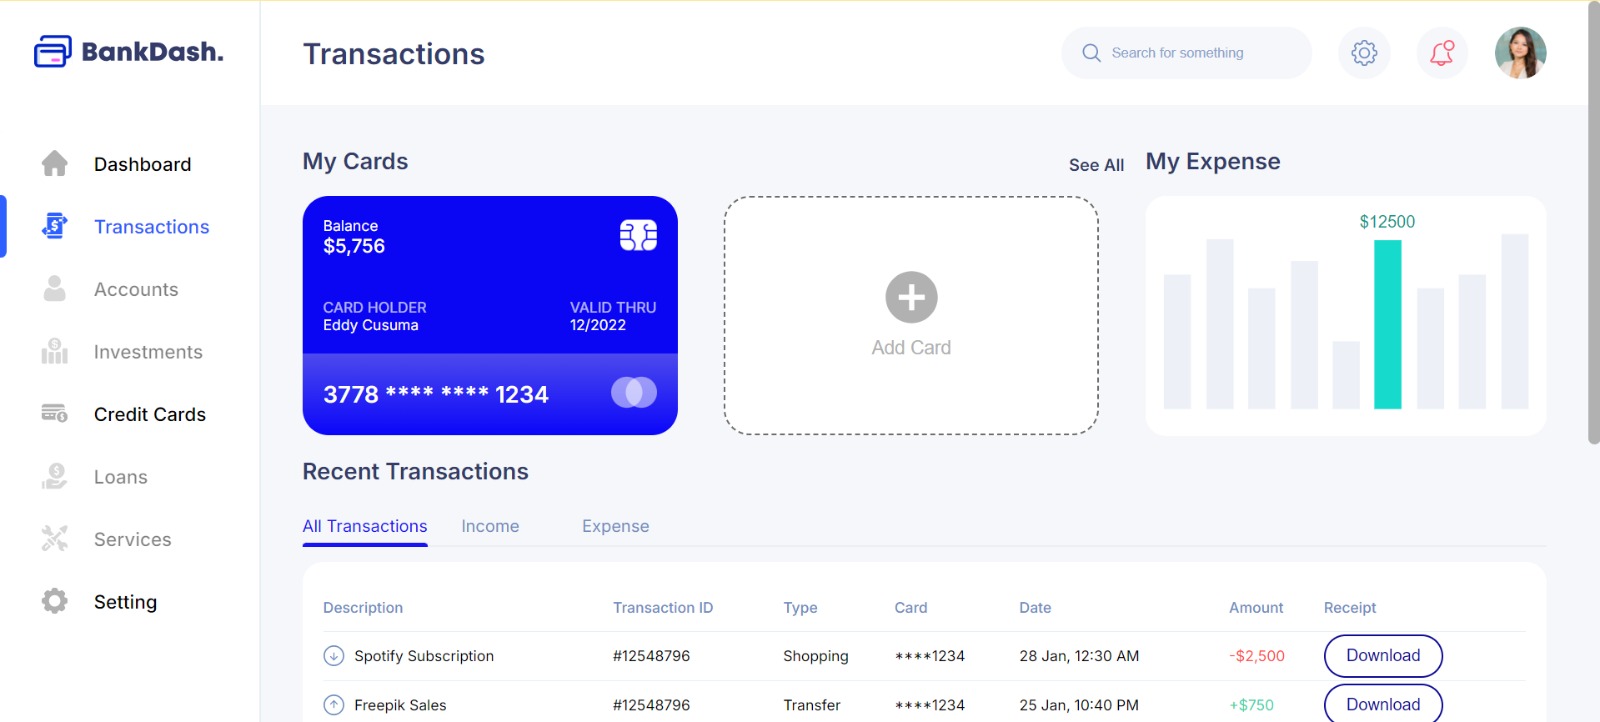 BankDash.
Transactions
Search for something
Dashboard
Transactions
Accounts
Investments
Credit Cards
Loans
Services
Setting
My Cards
See All
Balance
$5,756
CARD HOLDER
Eddy Cusuma
VALID THRU
12/2022
3778 **** **** 1234
Add Card
My Expense
$12500
Recent Transactions
All Transactions Income Expense
Description Transaction ID Type Card Date Amount Receipt
Spotify Subscription #12548796 Shopping ****1234 28 Jan, 12:30 AM -$2,500 Download
Freepik Sales #12548796 Transfer ****1234 25 Jan, 10:40 PM +$750 Download